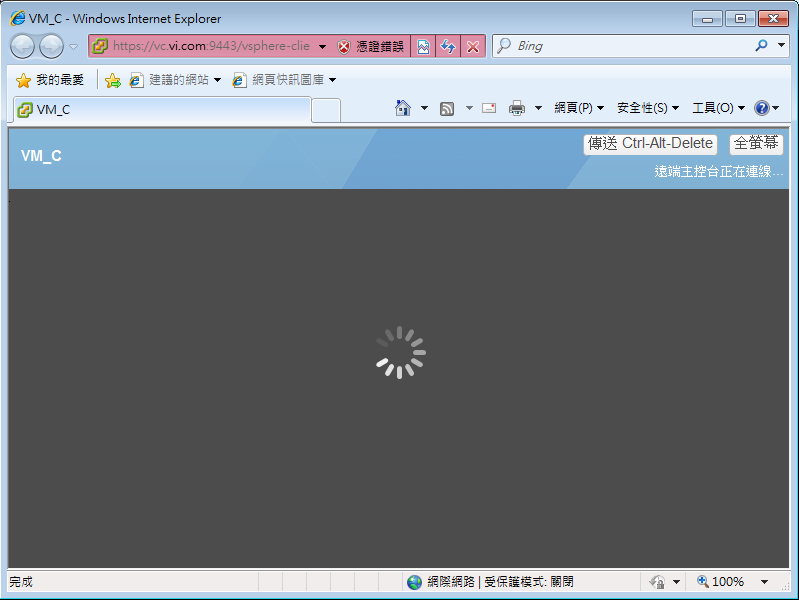 VM_C - Windows Internet Explorer
https://vc.vi.com:9443/vsphere-clie 憑證錯誤 Bing
我的最愛 建議的網站 網頁快訊圖庫
VM_C 網頁(P) 安全性(S) 工具(O)
VM_C 傳送 Ctrl-Alt-Delete 全螢幕
遠端主控台正在連線...
完成 網際網路 | 受保護模式: 關閉 100%